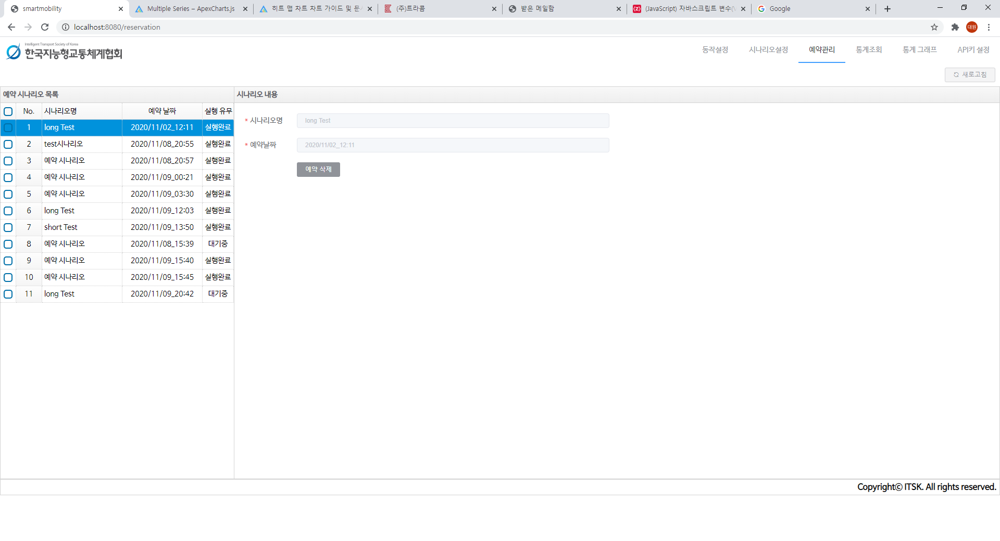 smartmobility
Multiple Series – ApexCharts.js
히트 맵 차트 차트 가이드 및 문
(주)트라콤
받은 메일함
(JavaScript) 자바스크립트 변수(
Google
localhost:8080/reservation
대원
Intelligent Transport Society of Korea
한국지능형교통체계협회
동작설정
시나리오설정
예약관리
통계조회
통계 그래프
API키 설정
새로고침
예약 시나리오 목록
시나리오 내용
No. 시나리오명 예약 날짜 실행 유무
1 long Test 2020/11/02_12:11 실행완료
2 test시나리오 2020/11/08_20:55 실행완료
3 예약 시나리오 2020/11/08_20:57 실행완료
4 예약 시나리오 2020/11/09_00:21 실행완료
5 예약 시나리오 2020/11/09_03:30 실행완료
6 long Test 2020/11/09_12:03 실행완료
7 short Test 2020/11/09_13:50 실행완료
8 예약 시나리오 2020/11/08_15:39 대기중
9 예약 시나리오 2020/11/09_15:40 실행완료
10 예약 시나리오 2020/11/09_15:45 실행완료
11 long Test 2020/11/09_20:42 대기중
* 시나리오명 long Test
* 예약날짜 2020/11/02_12:11
예약 삭제
Copyrightⓒ ITSK. All rights reserved.